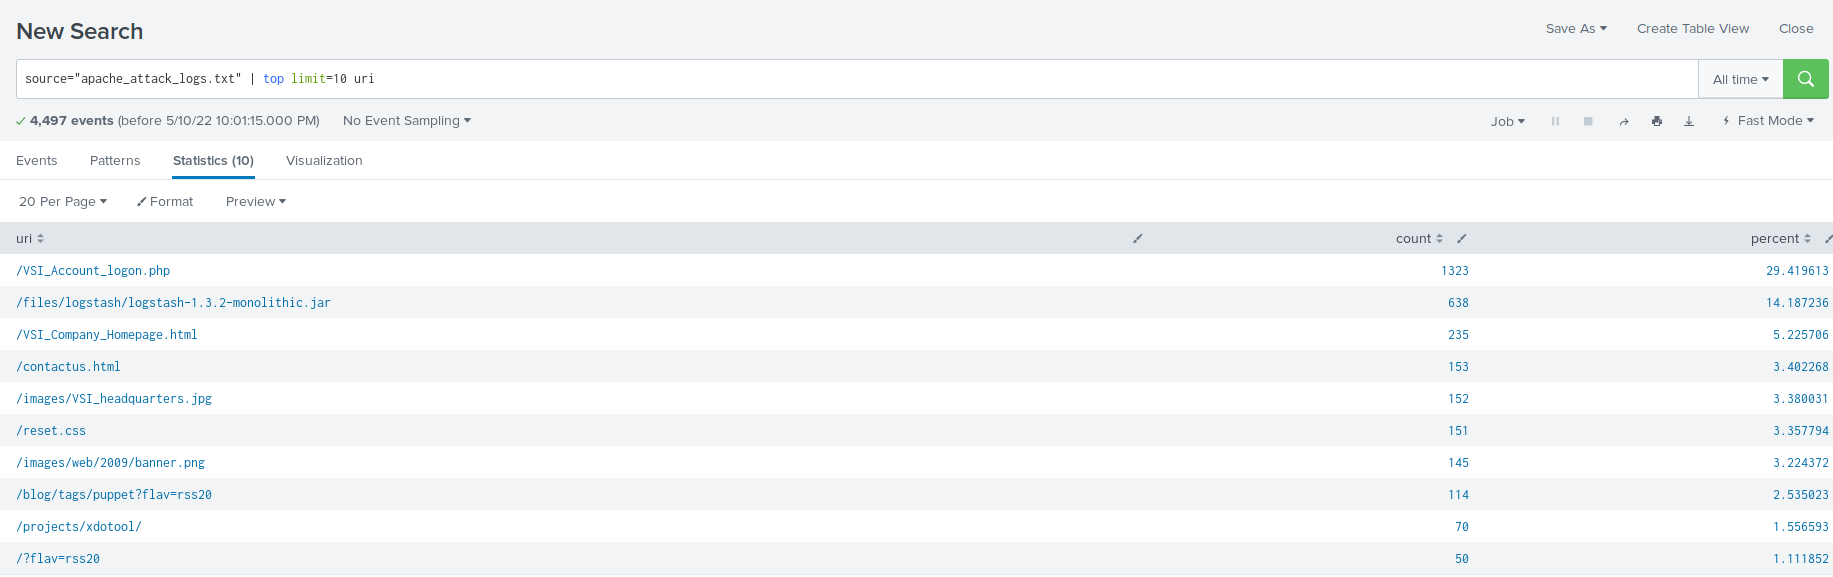 New Search
Save As Create Table View Close
source="apache_attack_logs.txt" | top limit=10 uri
All time
4,497 events (before 5/10/22 10:01:15.000 PM) No Event Sampling
Job Fast Mode
Events Patterns Statistics (10) Visualization
20 Per Page Format Preview
uri count percent
/VSI_Account_logon.php 1323 29.419613
/files/logstash/logstash-1.3.2-monolithic.jar 638 14.187236
/VSI_Company_Homepage.html 235 5.225706
/contactus.html 153 3.402268
/images/VSI_headquarters.jpg 152 3.380031
/reset.css 151 3.357794
/images/web/2009/banner.png 145 3.224372
/blog/tags/puppet?flav=rss20 114 2.535023
/projects/xdotool/ 70 1.556593
/?flav=rss20 50 1.111852